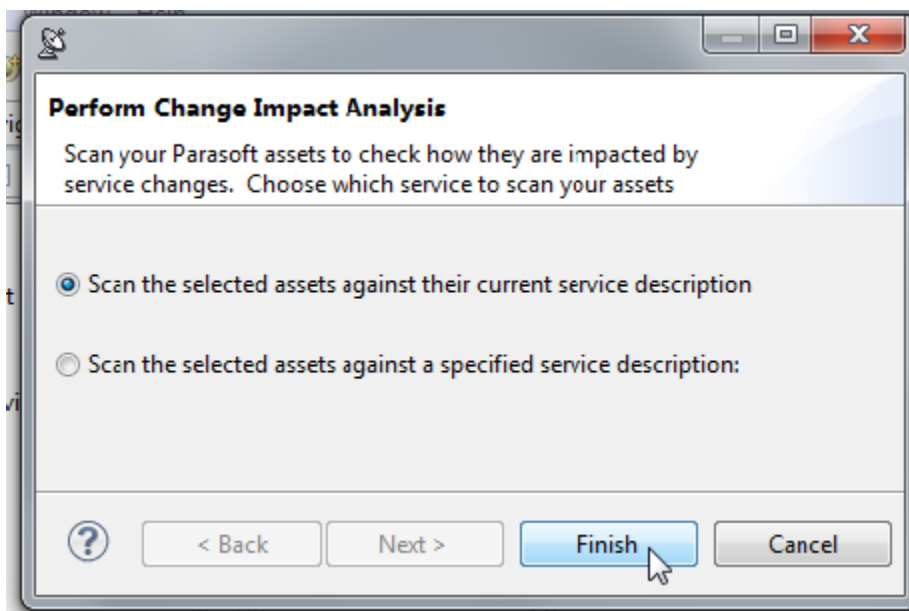 Perform Change Impact Analysis
Scan your Parasoft assets to check how they are impacted by
service changes. Choose which service to scan your assets
Scan the selected assets against their current service description
Scan the selected assets against a specified service description:
?
< Back
Next >
Finish
Cancel